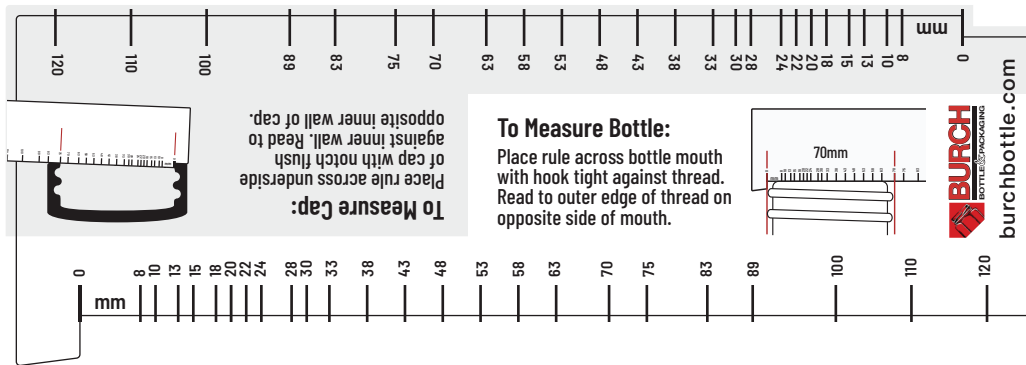 120 110 100 89 83 75 70 63 58 53 48 43 38 33 30 28 24 22 20 18 15 13 10 8 0
mm
To Measure Cap:
Place rule across underside
of cap with notch flush
against inner wall. Read to
opposite inner wall of cap.
To Measure Bottle:
Place rule across bottle mouth
with hook tight against thread.
Read to outer edge of thread on
opposite side of mouth.
70mm
BURCH
BOTTLE & PACKAGING
burchbottle.com
0 8 10 13 15 18 20 22 24 28 30 33 38 43 48 53 58 63 70 75 83 89 100 110 120
mm